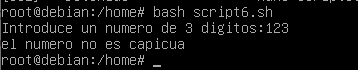 root@debian:/home# bash script6.sh
Introduce un numero de 3 digitos:123
el numero no es capicua
root@debian:/home# _